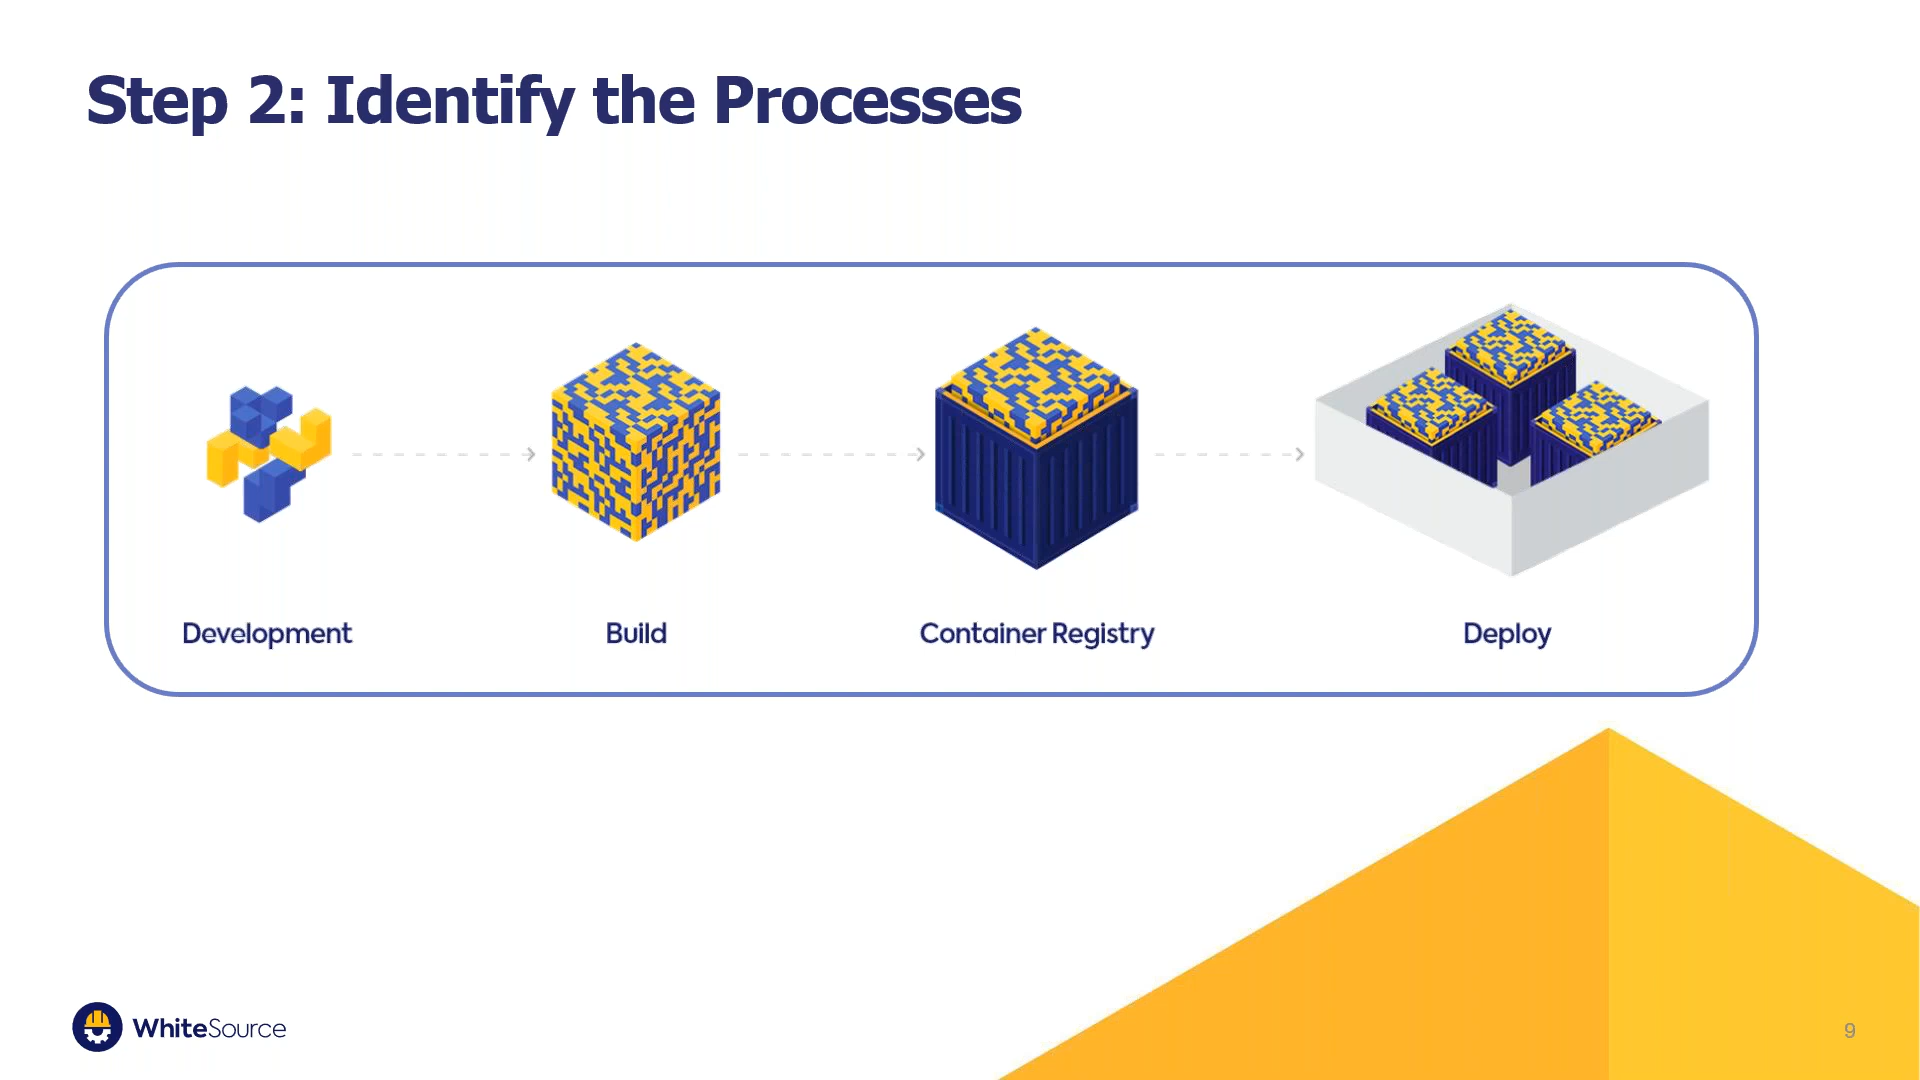 Step 2: Identify the Processes
Development
Build
Container Registry
Deploy
WhiteSource
9